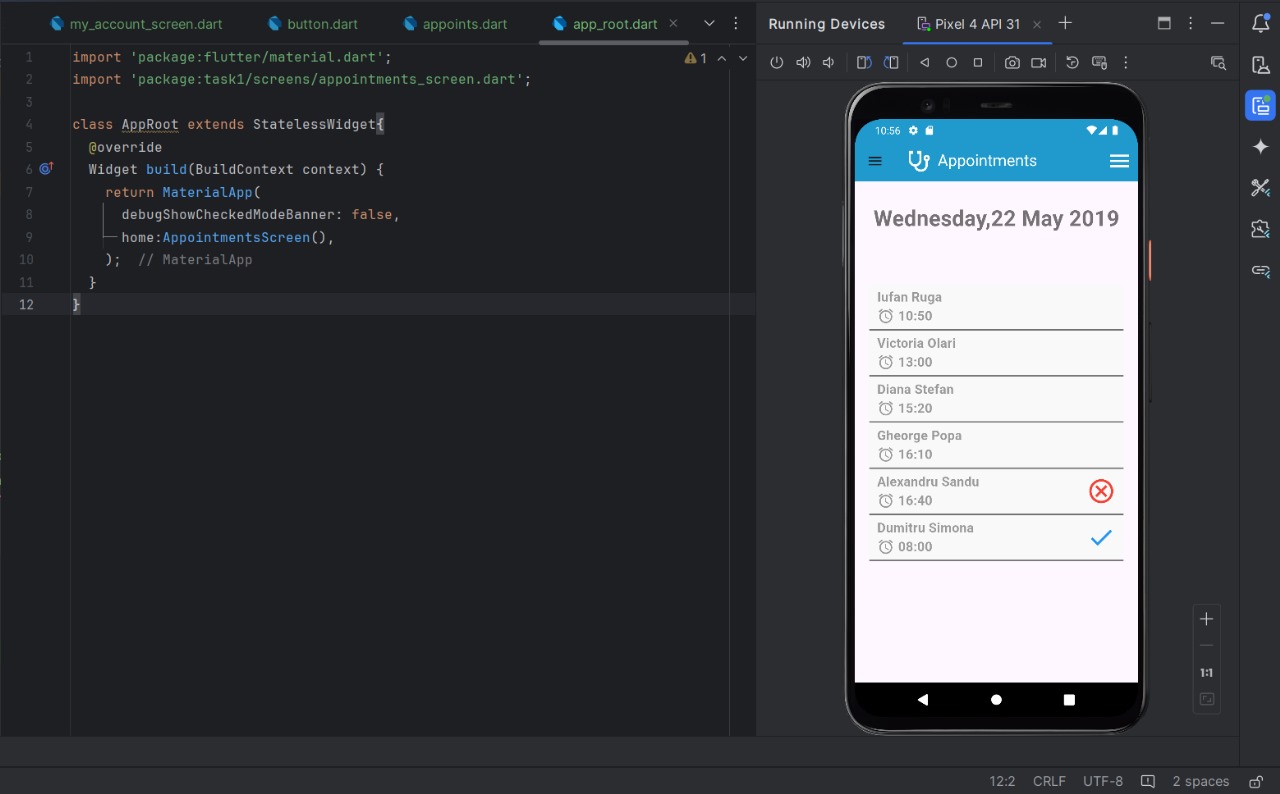 my_account_screen.dart button.dart appoints.dart app_root.dart
Running Devices Pixel 4 API 31
1 import 'package:flutter/material.dart';
1
2 import 'package:task1/screens/appointments_screen.dart';
3
4 class AppRoot extends StatelessWidget{
5 @override
6 Widget build(BuildContext context) {
7 return MaterialApp(
8 debugShowCheckedModeBanner: false,
9 home:AppointmentsScreen(),
10 ); // MaterialApp
11 }
12 }
10:56
Appointments
Wednesday,22 May 2019
Iufan Ruga
10:50
Victoria Olari
13:00
Diana Stefan
15:20
Gheorge Popa
16:10
Alexandru Sandu
16:40
Dumitru Simona
08:00
1:1
12:2 CRLF UTF-8 2 spaces